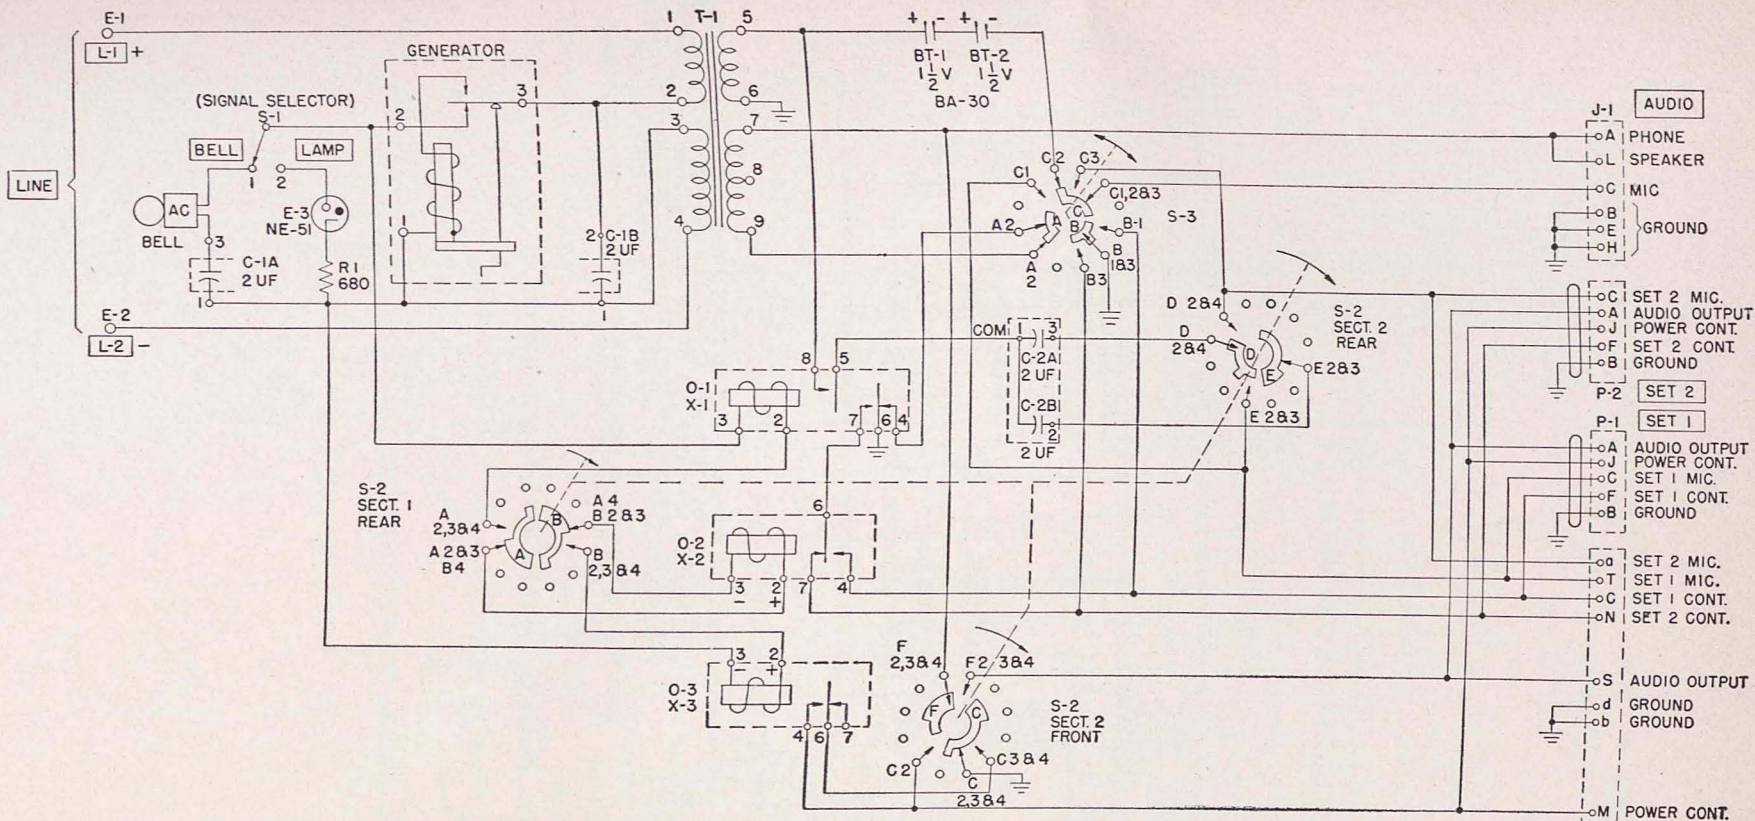 E-1
L-1 +
LINE
E-2
L-2 -
(SIGNAL SELECTOR)
S-1
BELL
LAMP
1
2
AC
BELL
3
C-1A
2 UF
1
E-3
NE-51
R1
680
GENERATOR
2
3
1
2 C-1B
2 UF
1
1 T-1 5
2
6
3
7
8
4
9
+ - + -
BT-1 BT-2
1 1/2 V 1 1/2 V
BA-30
C2 C3
C1
C1,2&3
C
S-3
A2
A
B
B-1
A
2
B3
B
1&3
D 2&4
S-2
SECT. 2
REAR
D
2&4
D
E
E 2&3
E 2&3
COM 1 3
C-2A
2 UF
C-2B
2
2 UF
8 5
O-1
X-1
3 2 7 6 4
S-2
SECT. 1
REAR
A
2,3&4
A 4
B 2&3
B
A
A 2&3
B4
B
2,3&4
6
O-2
X-2
3 2 7 4
- +
3 2
- +
O-3
X-3
4 6 7
F
2,3&4
F2 3&4
F
C
S-2
SECT. 2
FRONT
C2
C3&4
C
2,3&4
J-1 AUDIO
A PHONE
L SPEAKER
C MIC
B
E GROUND
H
C SET 2 MIC.
A AUDIO OUTPUT
J POWER CONT.
F SET 2 CONT.
B GROUND
P-2 SET 2
P-1 SET 1
A AUDIO OUTPUT
J POWER CONT.
C SET 1 MIC.
F SET 1 CONT.
B GROUND
a SET 2 MIC.
T SET 1 MIC.
C SET 1 CONT.
N SET 2 CONT.
S AUDIO OUTPUT
d GROUND
b GROUND
M POWER CONT.